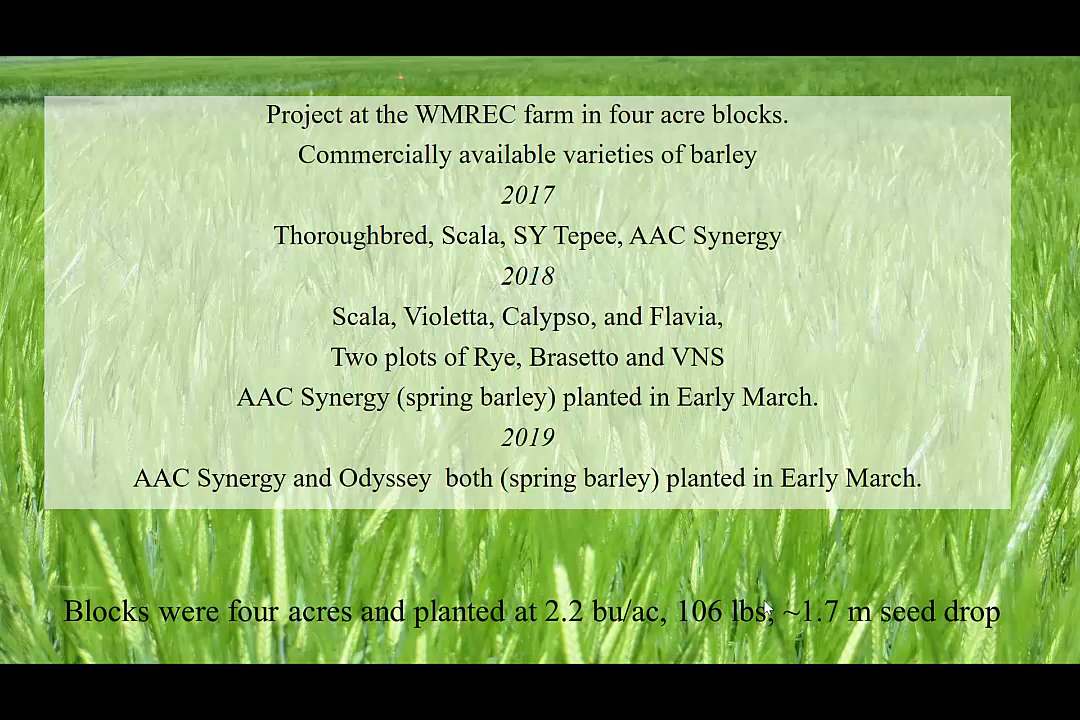 Project at the WMREC farm in four acre blocks.
Commercially available varieties of barley
2017
Thoroughbred, Scala, SY Tepee, AAC Synergy
2018
Scala, Violetta, Calypso, and Flavia,
Two plots of Rye, Brasetto and VNS
AAC Synergy (spring barley) planted in Early March.
2019
AAC Synergy and Odyssey both (spring barley) planted in Early March.
Blocks were four acres and planted at 2.2 bu/ac, 106 lbs, ~1.7 m seed drop